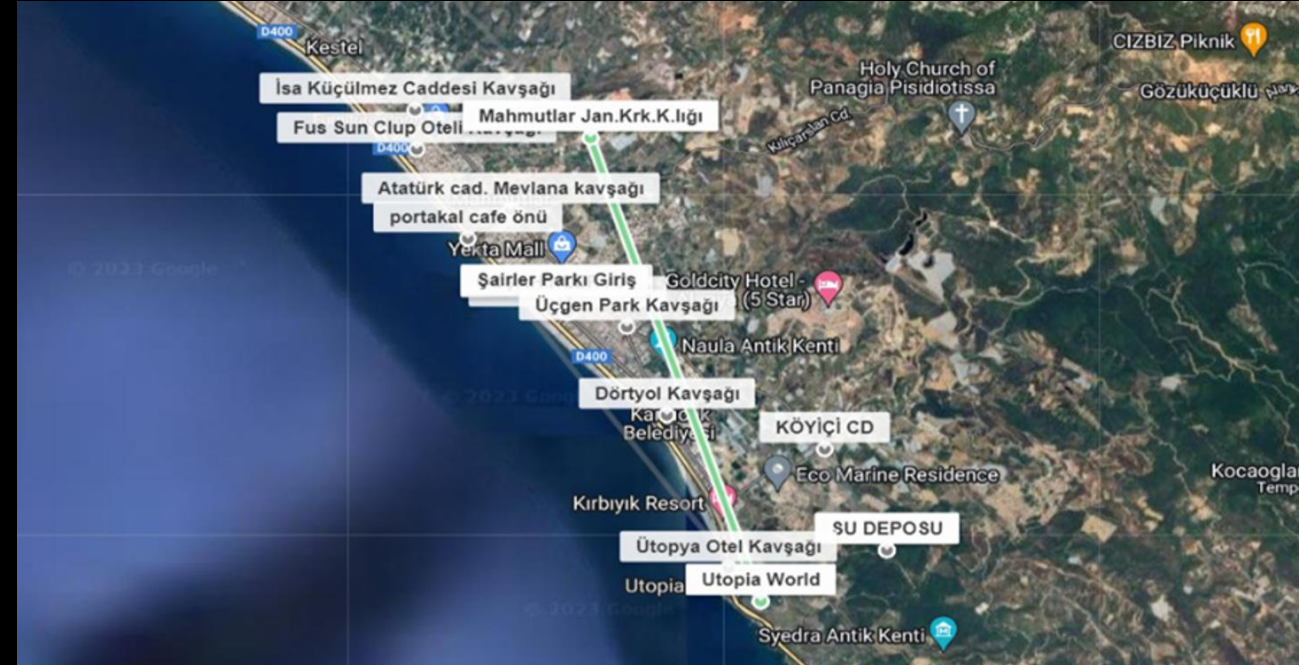 D400
Kestel
CIZBIZ Piknik
Holy Church of
Panagia Pisidiotissa
Gözüküçüklü
İsa Küçülmez Caddesi Kavşağı
Mahmutlar Jan.Krk.K.lığı
Fus Sun Clup Oteli Kavşağı
Kılıçarslan Cd.
D400
Atatürk cad. Mevlana kavşağı
portakal cafe önü
Yekta Mall
© 2023 Google
Şairler Parkı Giriş
Goldcity Hotel -
(5 Star)
Üçgen Park Kavşağı
Naula Antik Kenti
D400
© 2023 Google
Dörtyol Kavşağı
Belediyesi
KÖYİÇİ CD
Eco Marine Residence
Kocaogla
Temp
Kırbıyık Resort
SU DEPOSU
Ütopya Otel Kavşağı
Utopia
Utopia World
© 2023 Google
Syedra Antik Kenti